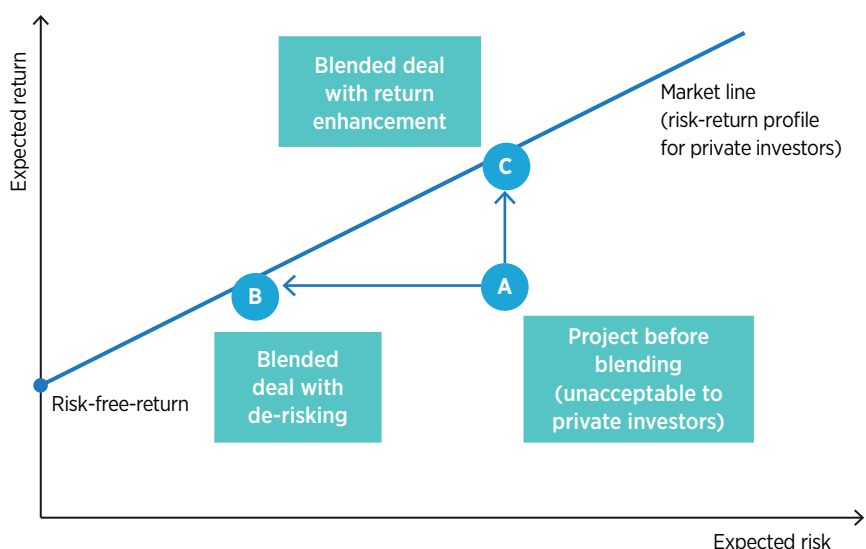 Expected return
Blended deal
with return
enhancement
Market line
(risk-return profile
for private investors)
C
B
A
Blended
deal with
de-risking
Project before
blending
(unacceptable to
private investors)
Risk-free-return
Expected risk